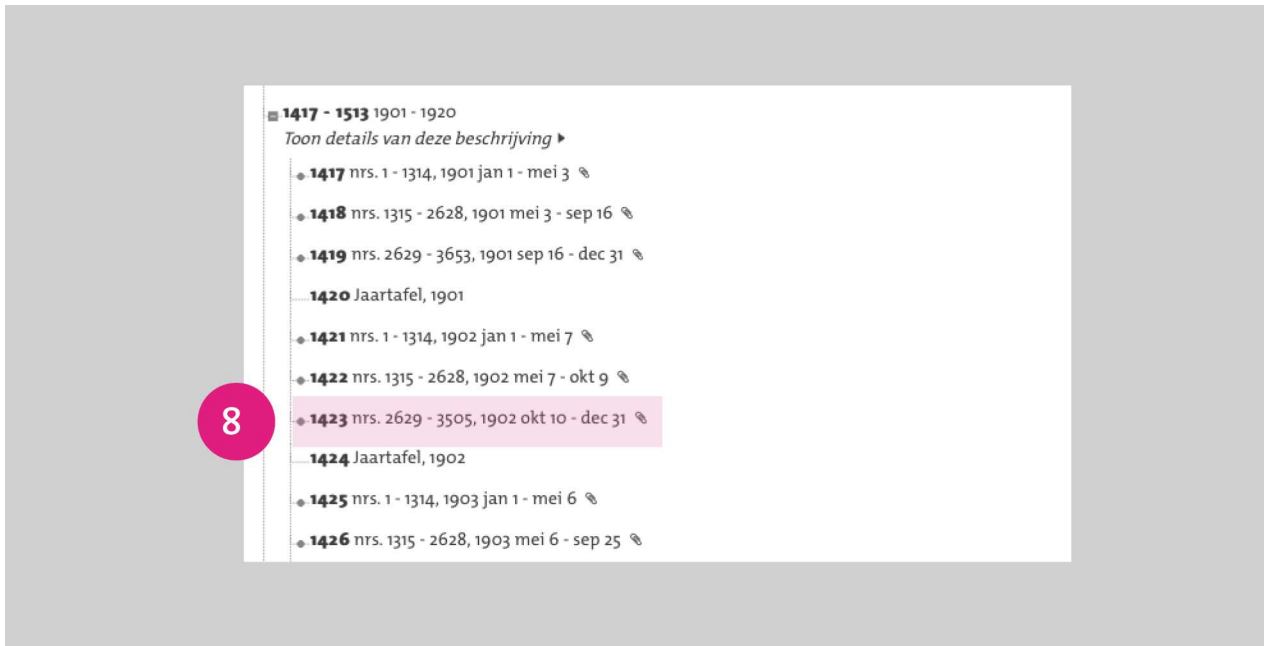 1417 - 1513 1901 - 1920
Toon details van deze beschrijving
1417 nrs. 1 - 1314, 1901 jan 1 - mei 3
1418 nrs. 1315 - 2628, 1901 mei 3 - sep 16
1419 nrs. 2629 - 3653, 1901 sep 16 - dec 31
1420 Jaartafel, 1901
1421 nrs. 1 - 1314, 1902 jan 1 - mei 7
1422 nrs. 1315 - 2628, 1902 mei 7 - okt 9
8
1423 nrs. 2629 - 3505, 1902 okt 10 - dec 31
1424 Jaartafel, 1902
1425 nrs. 1 - 1314, 1903 jan 1 - mei 6
1426 nrs. 1315 - 2628, 1903 mei 6 - sep 25